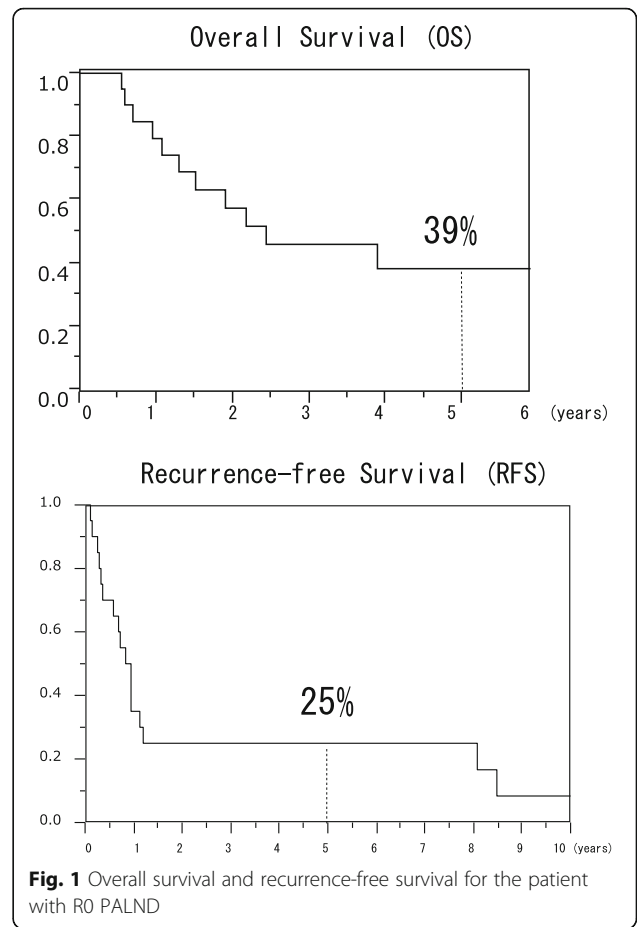 Overall Survival (OS)
1.0
0.8
0.6
0.4
0.2
0.0
39%
0 1 2 3 4 5 6 (years)
Recurrence-free Survival (RFS)
1.0
0.8
0.6
0.4
0.2
0.0
25%
0 1 2 3 4 5 6 7 8 9 10 (years)
Fig. 1 Overall survival and recurrence-free survival for the patient
with R0 PALND